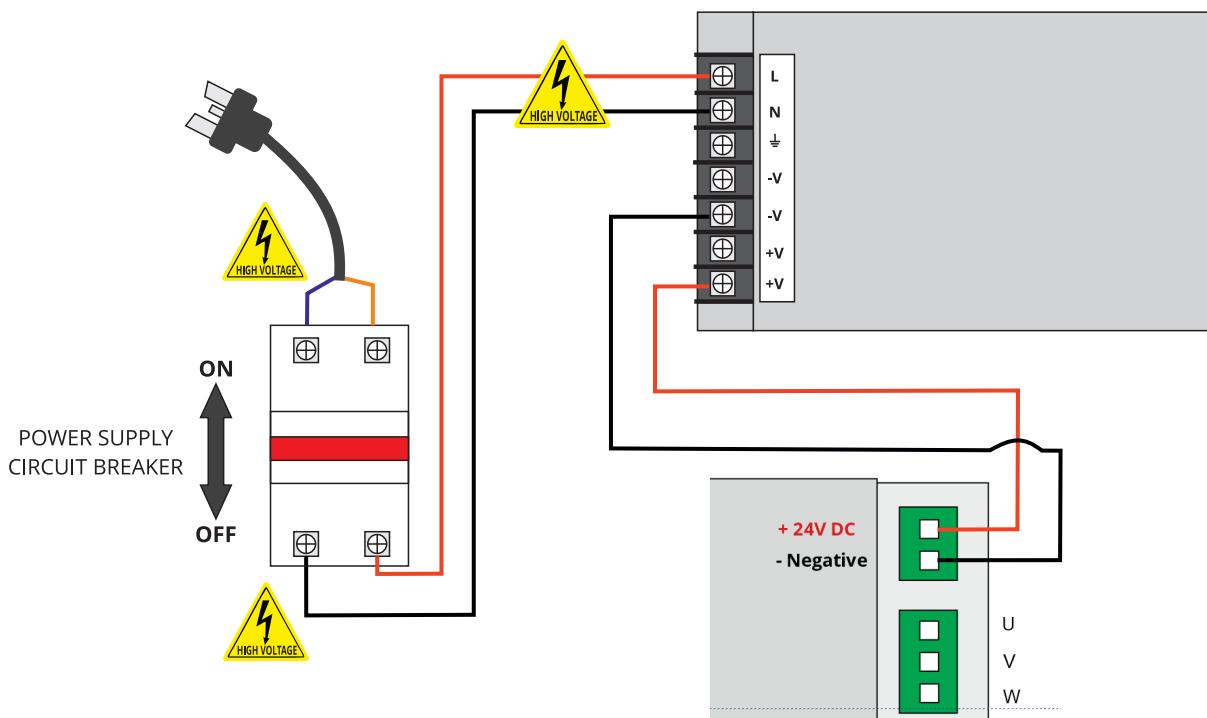 HIGH VOLTAGE
L
N
-V
-V
+V
+V
HIGH VOLTAGE
ON
POWER SUPPLY
CIRCUIT BREAKER
OFF
+ 24V DC
- Negative
HIGH VOLTAGE
U
V
W